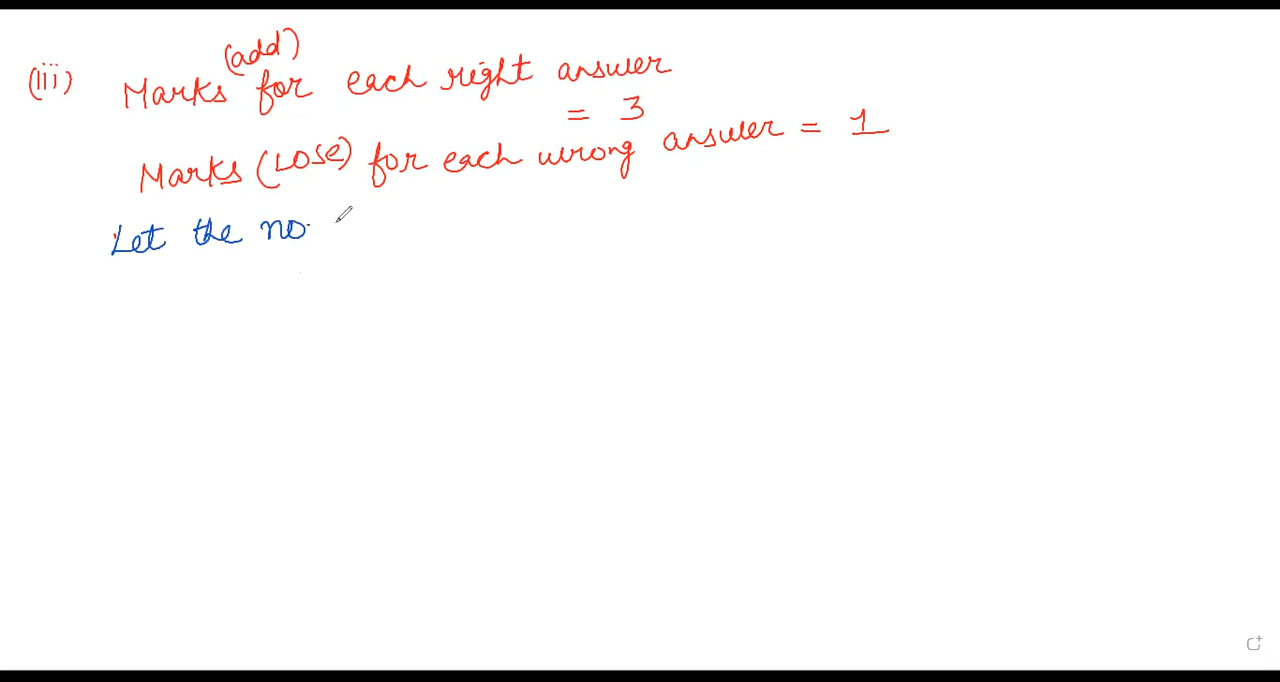 (add)
(iii) Marks for each right answer
= 3
Marks (LOSE) for each wrong answer = 1
Let the no.